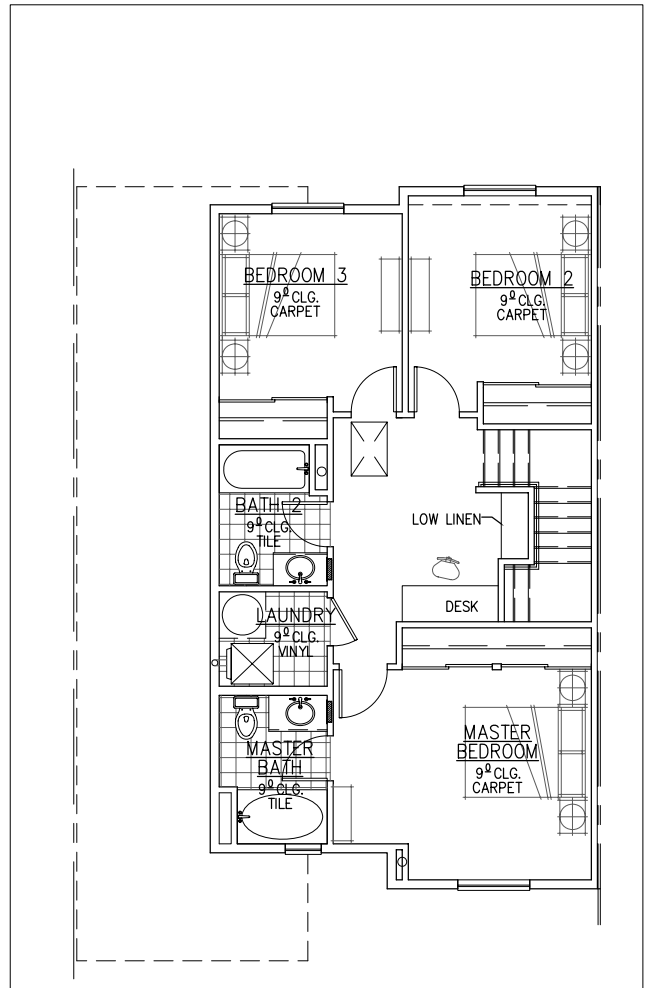 BEDROOM 3
9⁰ CLG.
CARPET
BEDROOM 2
9⁰ CLG.
CARPET
BATH 2
9⁰ CLG.
TILE
LOW LINEN
DESK
LAUNDRY
9⁰ CLG.
VINYL
MASTER
BATH
9⁰ CLG.
TILE
MASTER
BEDROOM
9⁰ CLG.
CARPET